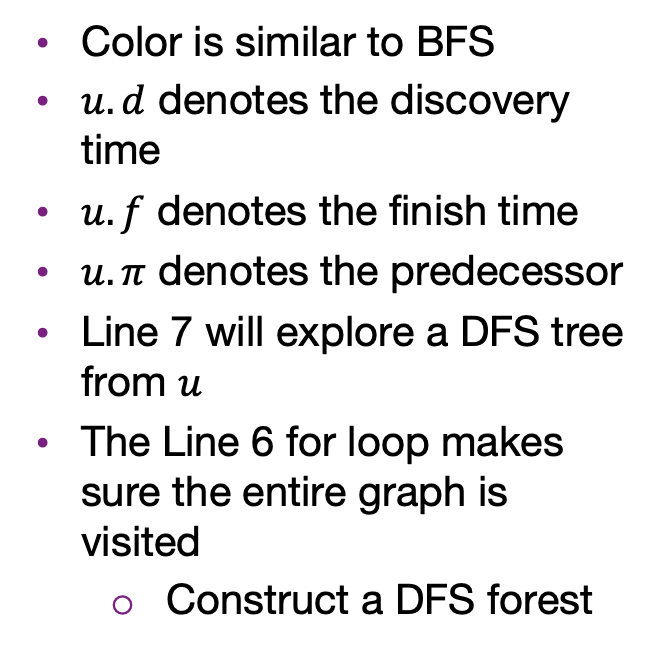 • Color is similar to BFS
• u.d denotes the discovery
time
• u.f denotes the finish time
• u.π denotes the predecessor
• Line 7 will explore a DFS tree
from u
• The Line 6 for loop makes
sure the entire graph is
visited
○ Construct a DFS forest